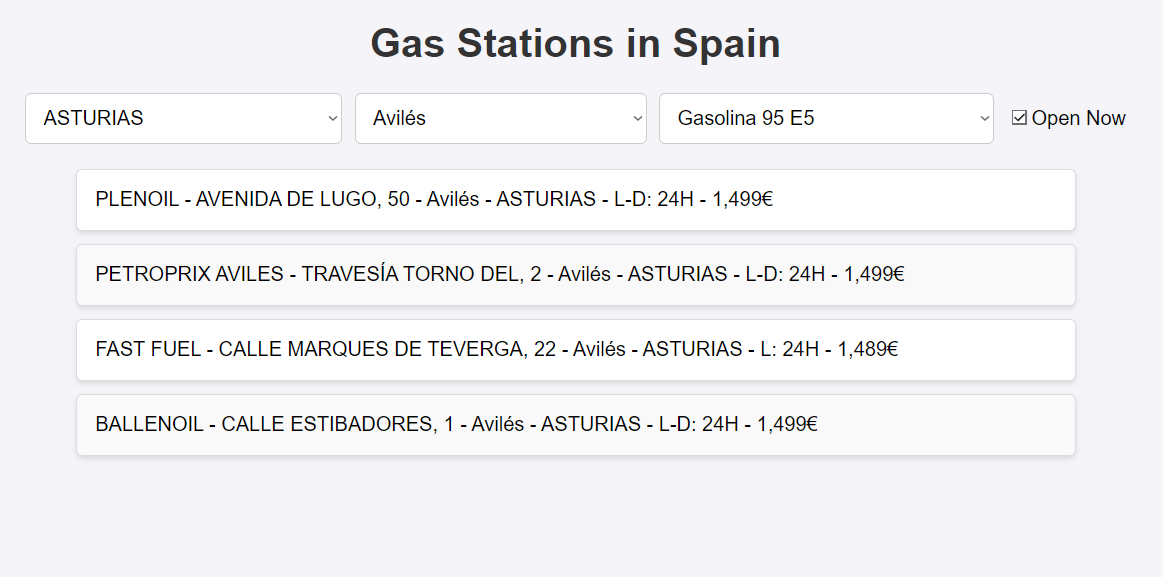 Gas Stations in Spain
ASTURIAS Avilés Gasolina 95 E5 Open Now
PLENOIL - AVENIDA DE LUGO, 50 - Avilés - ASTURIAS - L-D: 24H - 1,499€
PETROPRIX AVILES - TRAVESÍA TORNO DEL, 2 - Avilés - ASTURIAS - L-D: 24H - 1,499€
FAST FUEL - CALLE MARQUES DE TEVERGA, 22 - Avilés - ASTURIAS - L: 24H - 1,489€
BALLENOIL - CALLE ESTIBADORES, 1 - Avilés - ASTURIAS - L-D: 24H - 1,499€